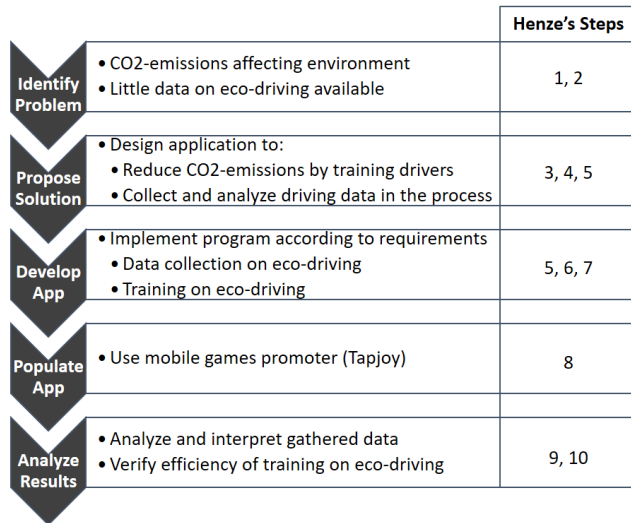 Henze's Steps
Identify
Problem
• CO2-emissions affecting environment
• Little data on eco-driving available
1, 2
Propose
Solution
• Design application to:
• Reduce CO2-emissions by training drivers
• Collect and analyze driving data in the process
3, 4, 5
Develop
App
• Implement program according to requirements
• Data collection on eco-driving
• Training on eco-driving
5, 6, 7
Populate
App
• Use mobile games promoter (Tapjoy)
8
Analyze
Results
• Analyze and interpret gathered data
• Verify efficiency of training on eco-driving
9, 10